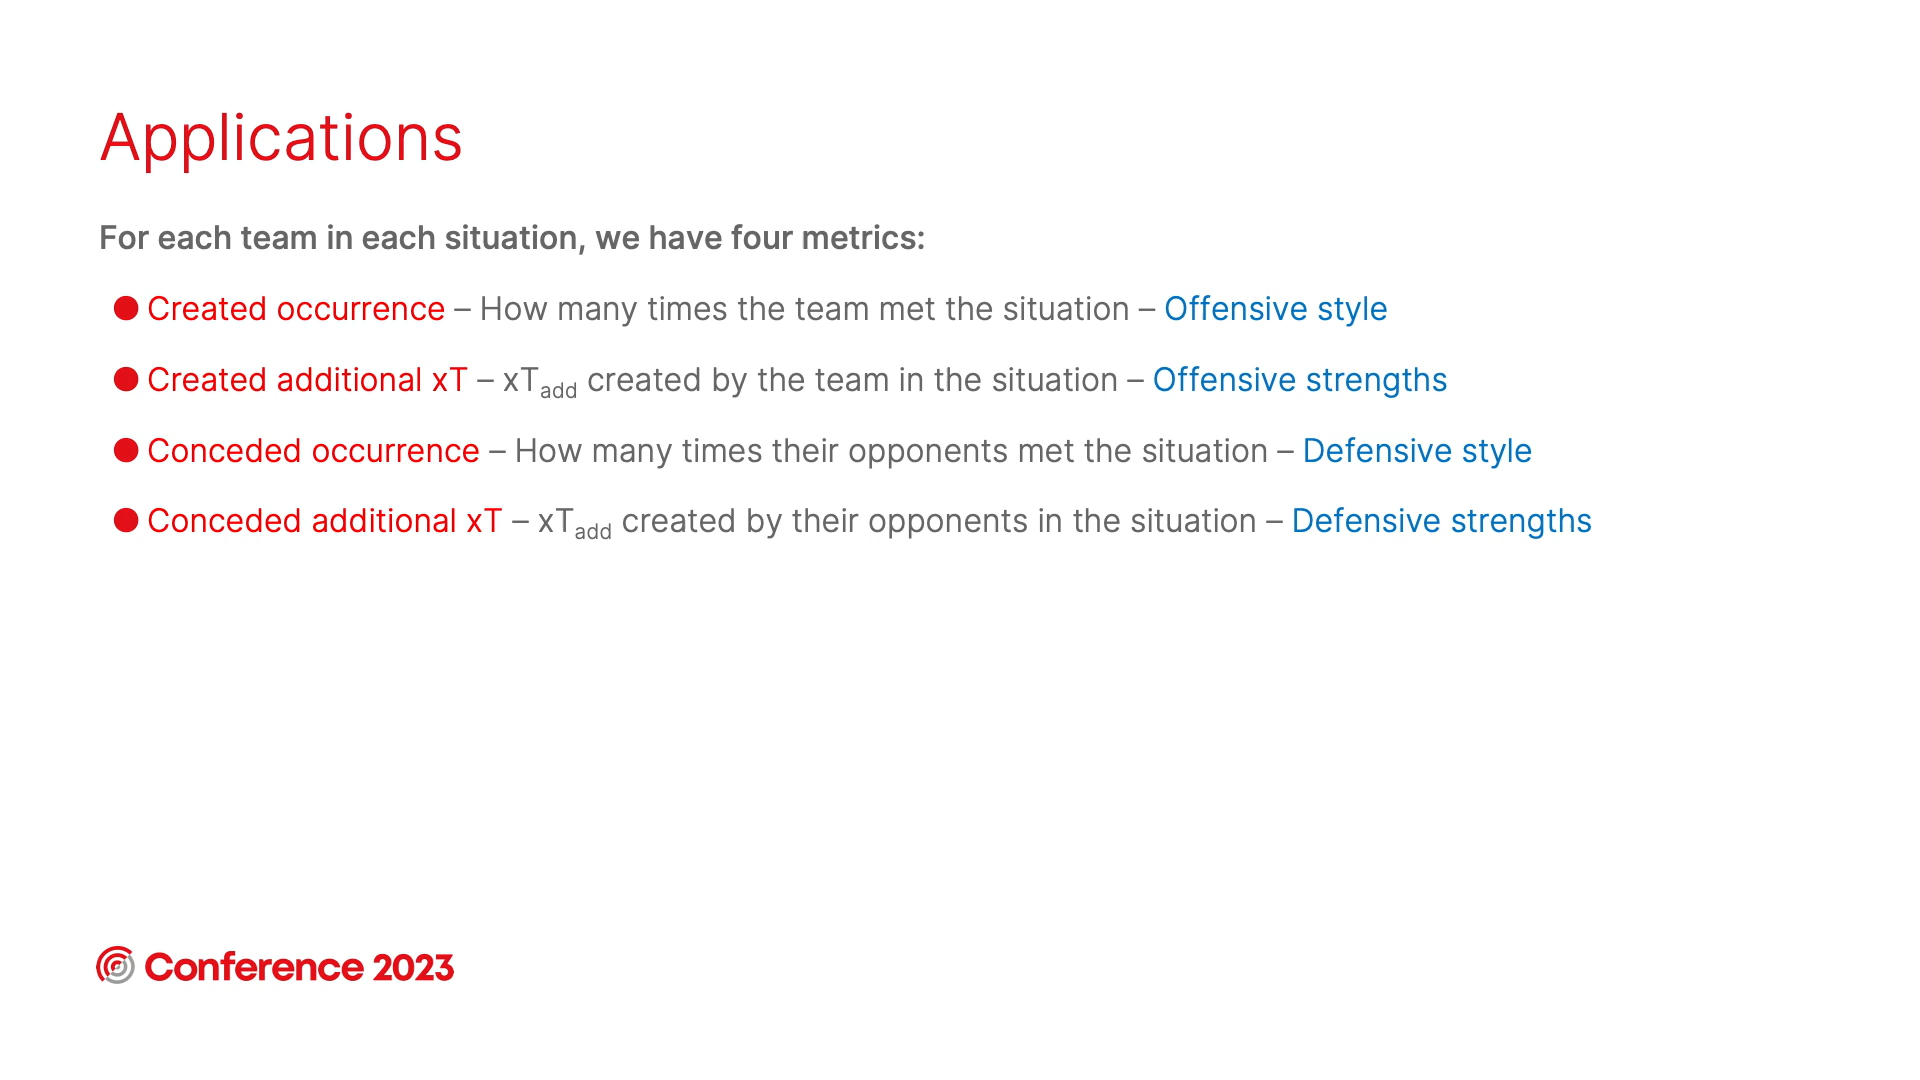 Applications
For each team in each situation, we have four metrics:
● Created occurrence – How many times the team met the situation – Offensive style
● Created additional xT – xTadd created by the team in the situation – Offensive strengths
● Conceded occurrence – How many times their opponents met the situation – Defensive style
● Conceded additional xT – xTadd created by their opponents in the situation – Defensive strengths
Conference 2023